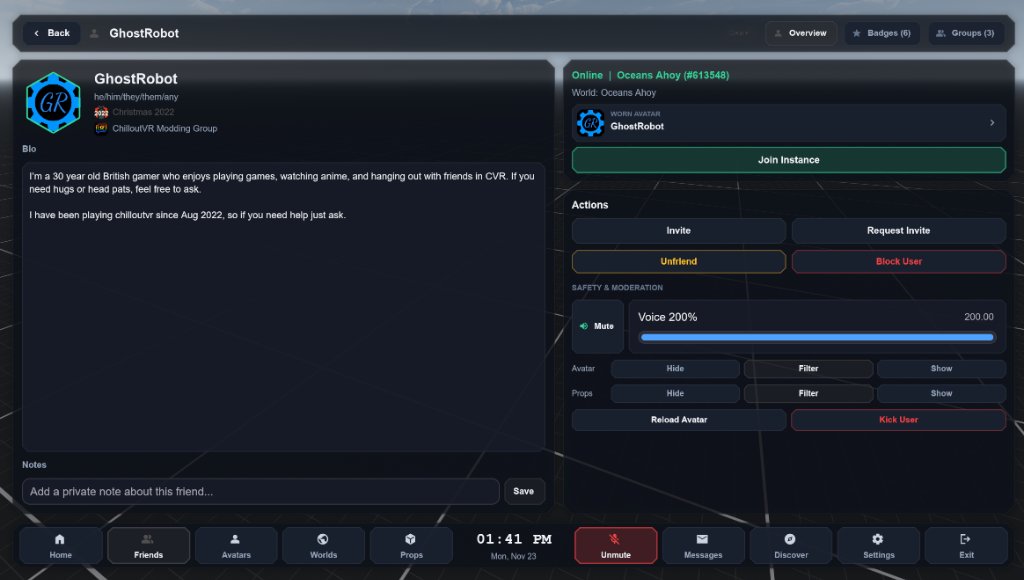 Back
GhostRobot
Overview
Badges (6)
Groups (3)
GR
GhostRobot
he/him/they/them/any
2022 Christmas 2022
ChilloutVR Modding Group
Bio
I'm a 30 year old British gamer who enjoys playing games, watching anime, and hanging out with friends in CVR. If you
need hugs or head pats, feel free to ask.
I have been playing chilloutvr since Aug 2022, so if you need help just ask.
Notes
Add a private note about this friend...
Save
Online | Oceans Ahoy (#613548)
World: Oceans Ahoy
GR
WORN AVATAR
GhostRobot
Join Instance
Actions
Invite
Request Invite
Unfriend
Block User
SAFETY & MODERATION
Mute
Voice 200%
200.00
Avatar
Hide
Filter
Show
Props
Hide
Filter
Show
Reload Avatar
Kick User
Home
Friends
Avatars
Worlds
Props
01:41 PM
Mon, Nov 23
Unmute
Messages
Discover
Settings
Exit